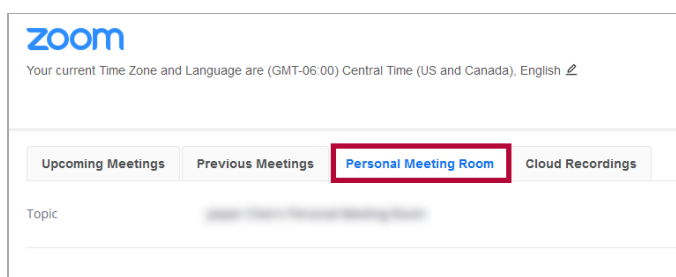 zoom
Your current Time Zone and Language are (GMT-06:00) Central Time (US and Canada), English
Upcoming Meetings Previous Meetings Personal Meeting Room Cloud Recordings
Topic